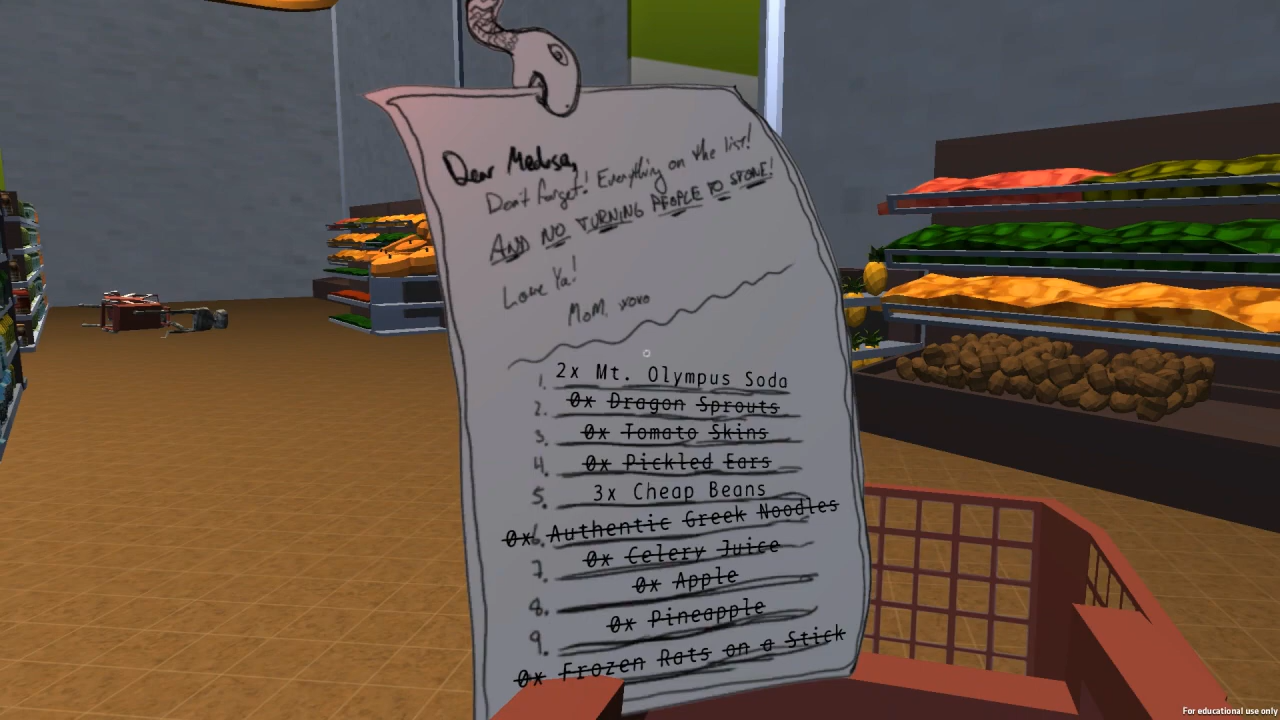 Dear Medusa,
Don't forget! Everything on the list!
AND NO TURNING PEOPLE TO STONE!
Love Ya!
MOM, xoxo
1. 2x Mt. Olympus Soda
2. 0x Dragon Sprouts
3. 0x Tomato Skins
4. 0x Pickled Ears
5. 3x Cheap Beans
6. 0x Authentic Greek Noodles
7. 0x Celery Juice
8. 0x Apple
9. 0x Pineapple
0x Frozen Rats on a Stick
For educational use only